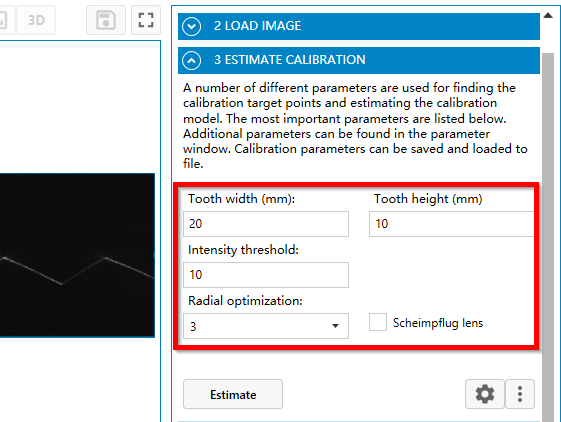 3D
2 LOAD IMAGE
3 ESTIMATE CALIBRATION
A number of different parameters are used for finding the
calibration target points and estimating the calibration
model. The most important parameters are listed below.
Additional parameters can be found in the parameter
window. Calibration parameters can be saved and loaded to
file.
Tooth width (mm):
Tooth height (mm)
20
10
Intensity threshold:
10
Radial optimization:
3
Scheimpflug lens
Estimate